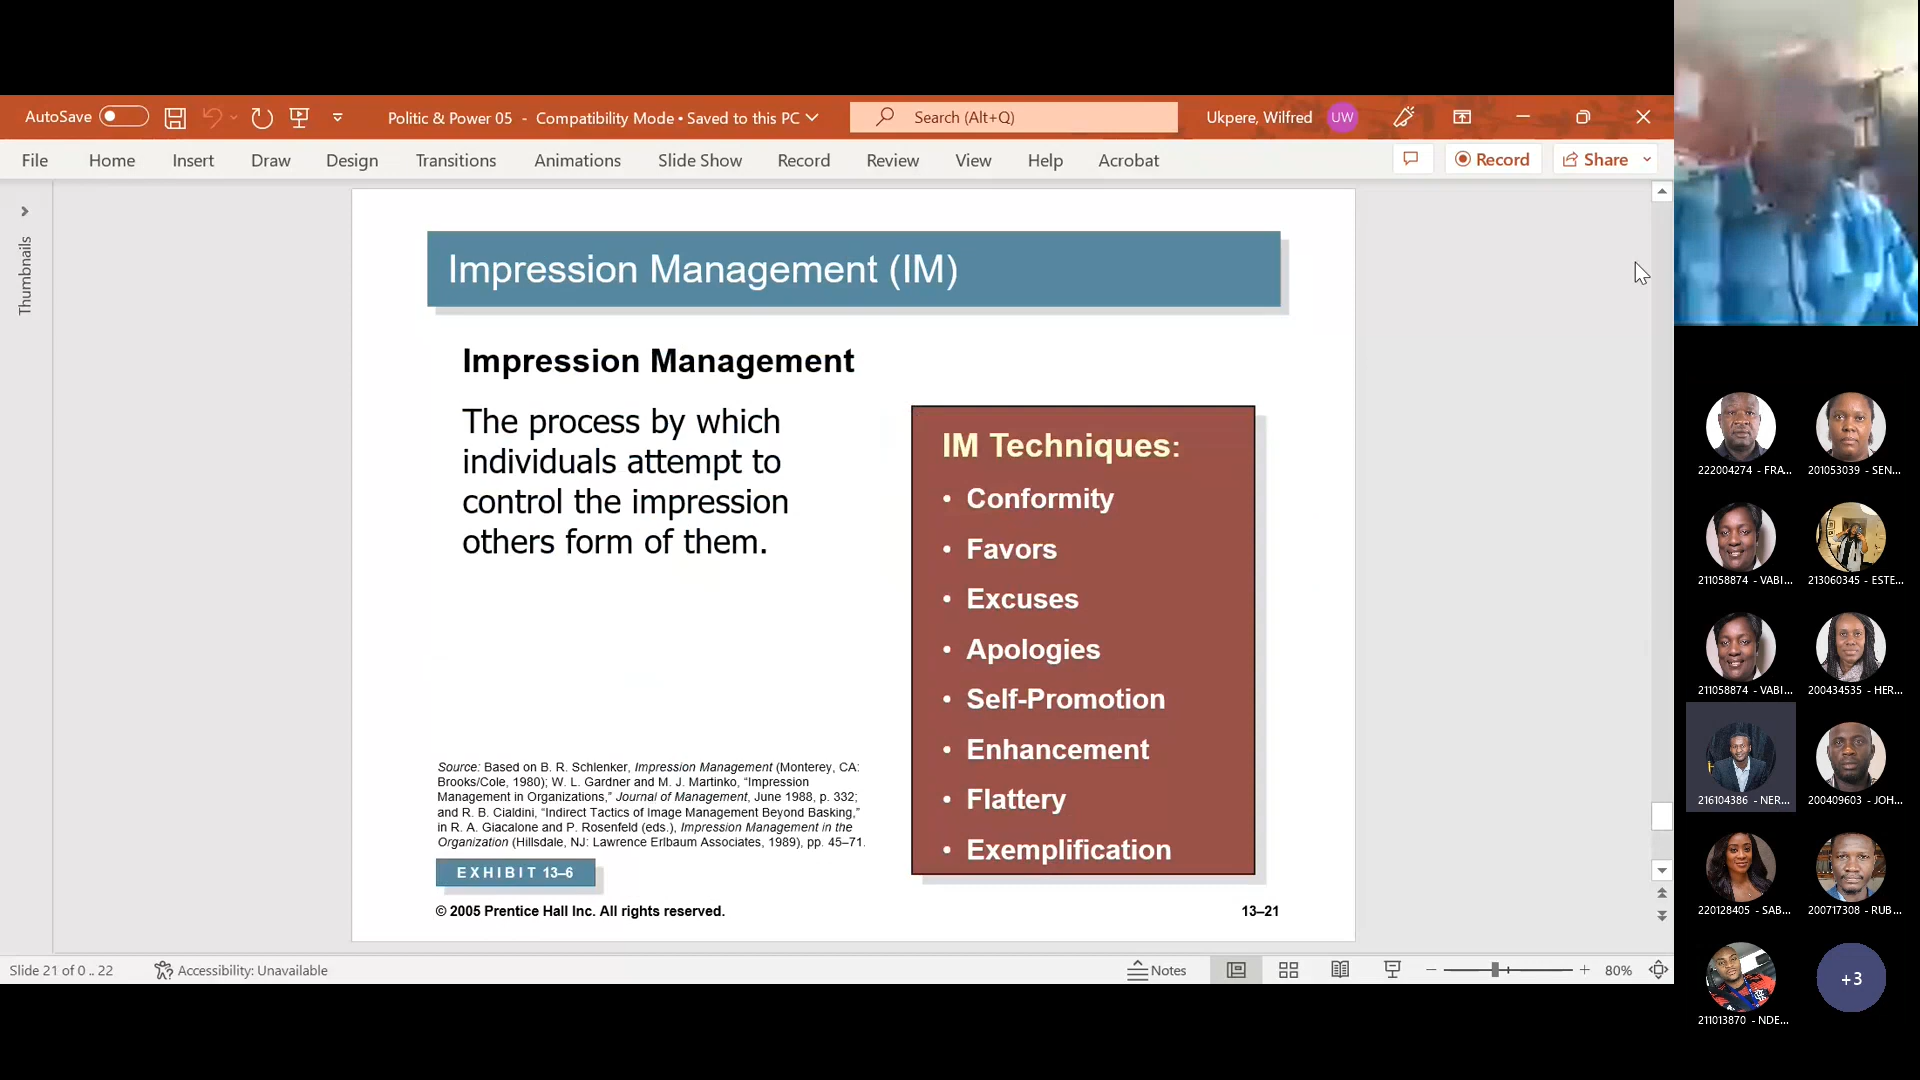 AutoSave
Politic & Power 05 - Compatibility Mode • Saved to this PC
Search (Alt+Q)
Ukpere, Wilfred
UW
File Home Insert Draw Design Transitions Animations Slide Show Record Review View Help Acrobat
Record
Share
Thumbnails
Impression Management (IM)
Impression Management
The process by which
individuals attempt to
control the impression
others form of them.
IM Techniques:
• Conformity
• Favors
• Excuses
• Apologies
• Self-Promotion
• Enhancement
• Flattery
• Exemplification
Source: Based on B. R. Schlenker, Impression Management (Monterey, CA:
Brooks/Cole, 1980); W. L. Gardner and M. J. Martinko, “Impression
Management in Organizations,” Journal of Management, June 1988, p. 332;
and R. B. Cialdini, “Indirect Tactics of Image Management Beyond Basking,”
in R. A. Giacalone and P. Rosenfeld (eds.), Impression Management in the
Organization (Hillsdale, NJ: Lawrence Erlbaum Associates, 1989), pp. 45–71.
EXHIBIT 13–6
© 2005 Prentice Hall Inc. All rights reserved.
13–21
Slide 21 of 0 .. 22
Accessibility: Unavailable
Notes
80%
222004274 - FRA...
201053039 - SEN...
211058874 - VABI...
213060345 - ESTE...
211058874 - VABI...
200434535 - HER...
216104386 - NER...
200409603 - JOH...
220128405 - SAB...
200717308 - RUB...
211013870 - NDE...
+3